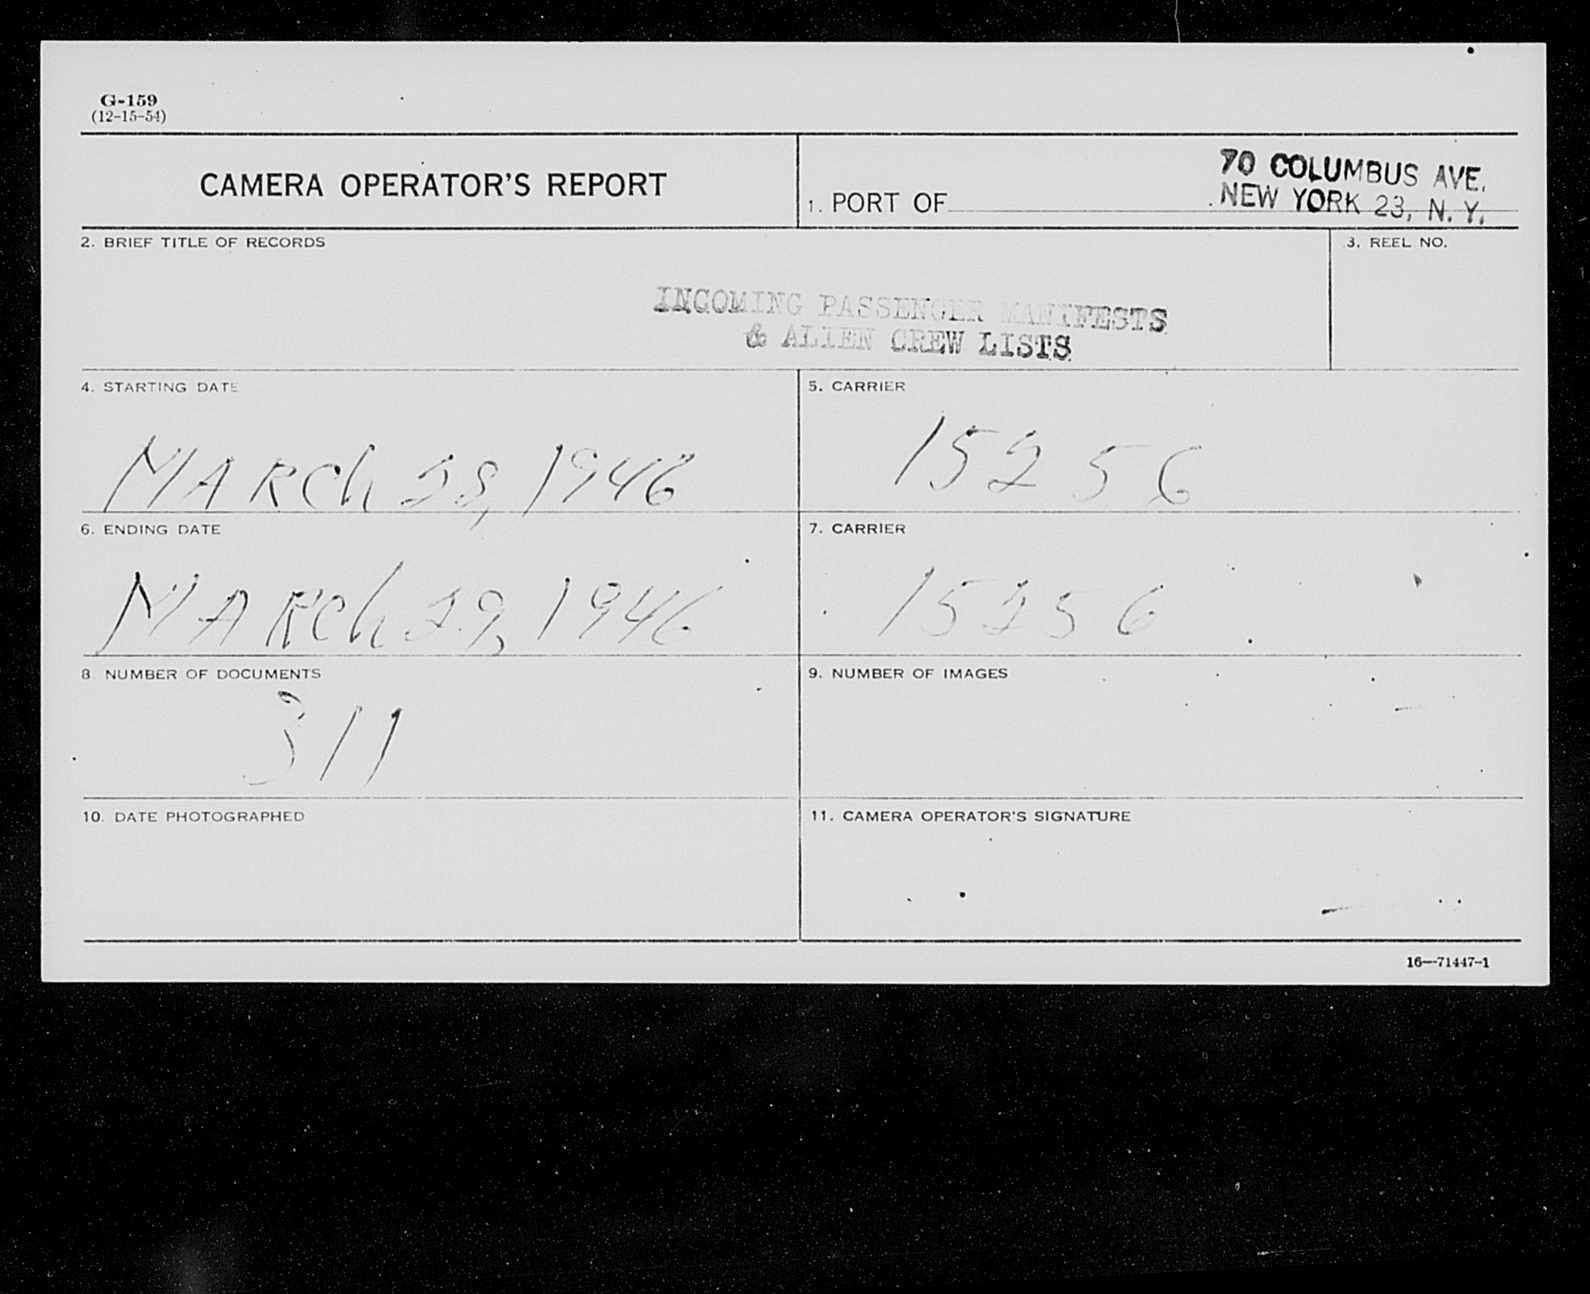 G-159
(12-15-54)
CAMERA OPERATOR'S REPORT
1. PORT OF
70 COLUMBUS AVE.
NEW YORK 23, N. Y.
2. BRIEF TITLE OF RECORDS
3. REEL NO.
INCOMING PASSENGER MANIFESTS
& ALIEN CREW LISTS
4. STARTING DATE
5. CARRIER
MARCh 28, 1946
15256
6. ENDING DATE
7. CARRIER
MARCh 29, 1946
15256
8. NUMBER OF DOCUMENTS
9. NUMBER OF IMAGES
311
10. DATE PHOTOGRAPHED
11. CAMERA OPERATOR'S SIGNATURE
16—71447-1